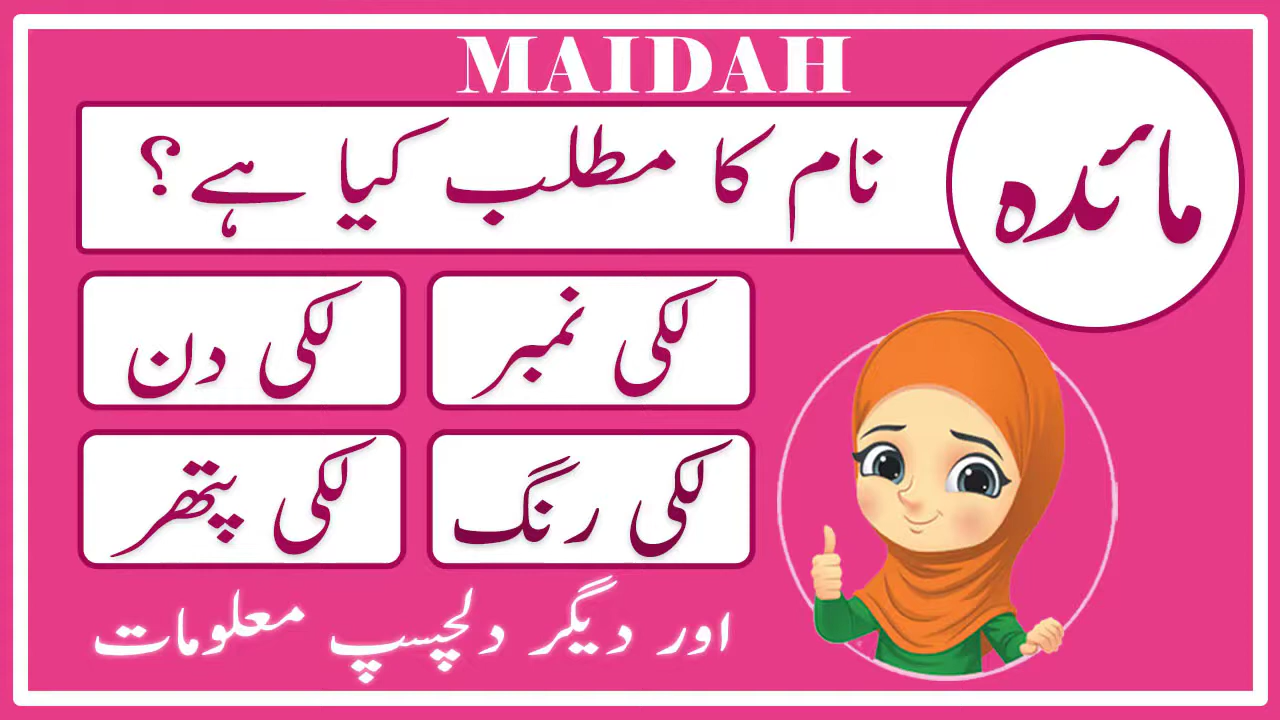 MAIDAH
مائدہ
نام کا مطلب کیا ہے؟
لکی نمبر
لکی دن
لکی رنگ
لکی پتھر
اور دیگر دلچسپ معلومات